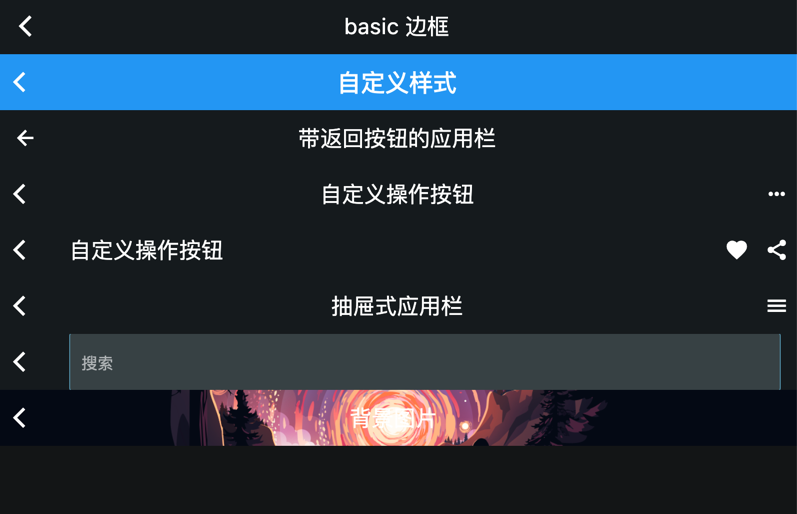 basic 边框
自定义样式
带返回按钮的应用栏
自定义操作按钮
自定义操作按钮
抽屉式应用栏
搜索
背景图片